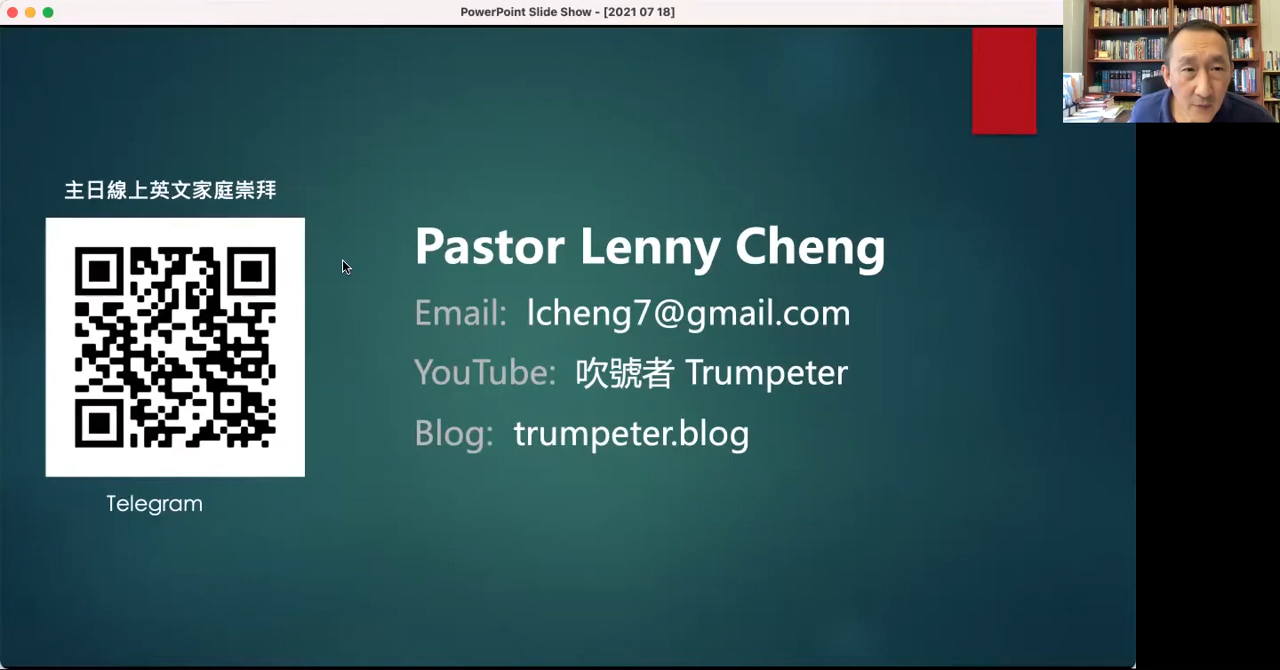 PowerPoint Slide Show - [2021 07 18]
主日線上英文家庭崇拜
Telegram
Pastor Lenny Cheng
Email: lcheng7@gmail.com
YouTube: 吹號者 Trumpeter
Blog: trumpeter.blog